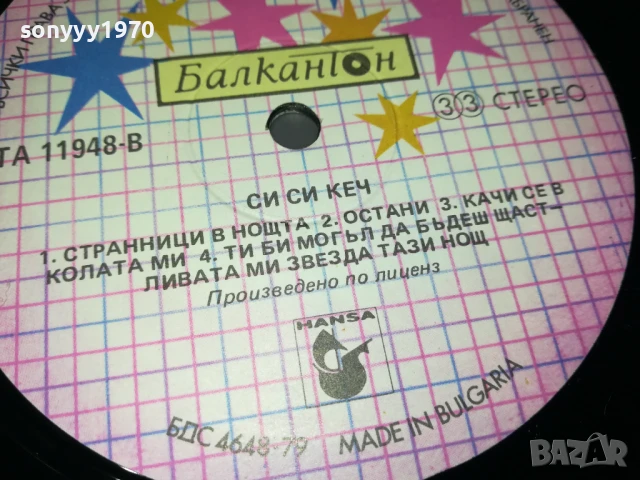 sonyyy1970
ВСИЧКИ ПРАВА
БалканТон
ТА 11948-В
33 СТЕРЕО
СИ СИ КЕЧ
1. СТРАННИЦИ В НОЩТА 2. ОСТАНИ 3. КАЧИ СЕ В
КОЛАТА МИ 4. ТИ БИ МОГЪЛ ДА БЪДЕШ ЩАСТ-
ЛИВАТА МИ ЗВЕЗДА ТАЗИ НОЩ
Произведено по лиценз
HANSA
БДС 4648-79 MADE IN BULGARIA
BAZAR